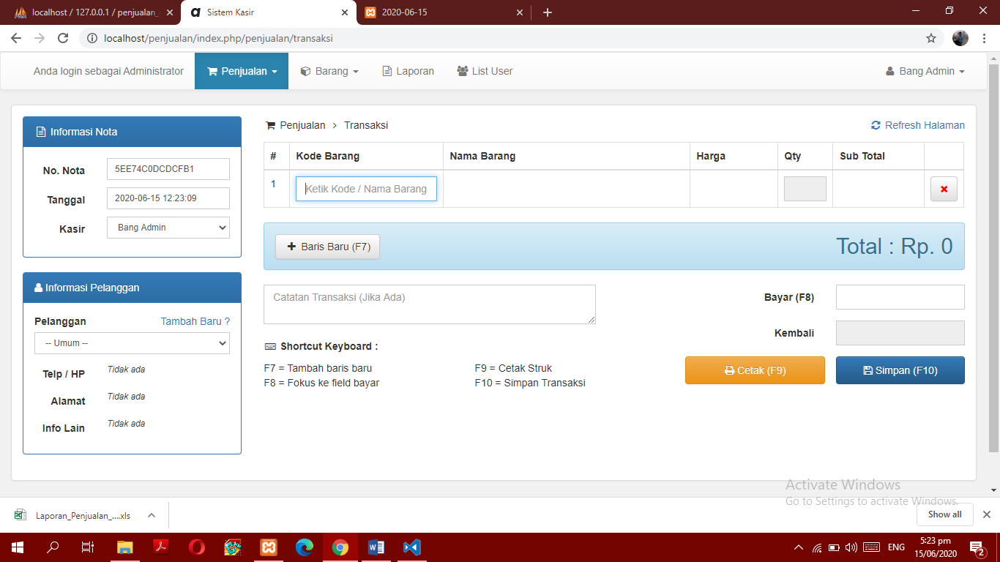 localhost / 127.0.0.1 / penjualan_
Sistem Kasir
2020-06-15
localhost/penjualan/index.php/penjualan/transaksi
Anda login sebagai Administrator
Penjualan
Barang
Laporan
List User
Bang Admin
Informasi Nota
No. Nota 5EE74C0DCDCFB1
Tanggal 2020-06-15 12:23:09
Kasir Bang Admin
Informasi Pelanggan
Pelanggan Tambah Baru ?
-- Umum --
Telp / HP Tidak ada
Alamat Tidak ada
Info Lain Tidak ada
Penjualan > Transaksi
Refresh Halaman
# Kode Barang Nama Barang Harga Qty Sub Total
1 Ketik Kode / Nama Barang
Baris Baru (F7)
Total : Rp. 0
Catatan Transaksi (Jika Ada)
Bayar (F8)
Kembali
Shortcut Keyboard :
F7 = Tambah baris baru F9 = Cetak Struk
F8 = Fokus ke field bayar F10 = Simpan Transaksi
Cetak (F9)
Simpan (F10)
Activate Windows
Go to Settings to activate Windows.
Laporan_Penjualan_....xls
Show all
ENG
5:23 pm
15/06/2020
2